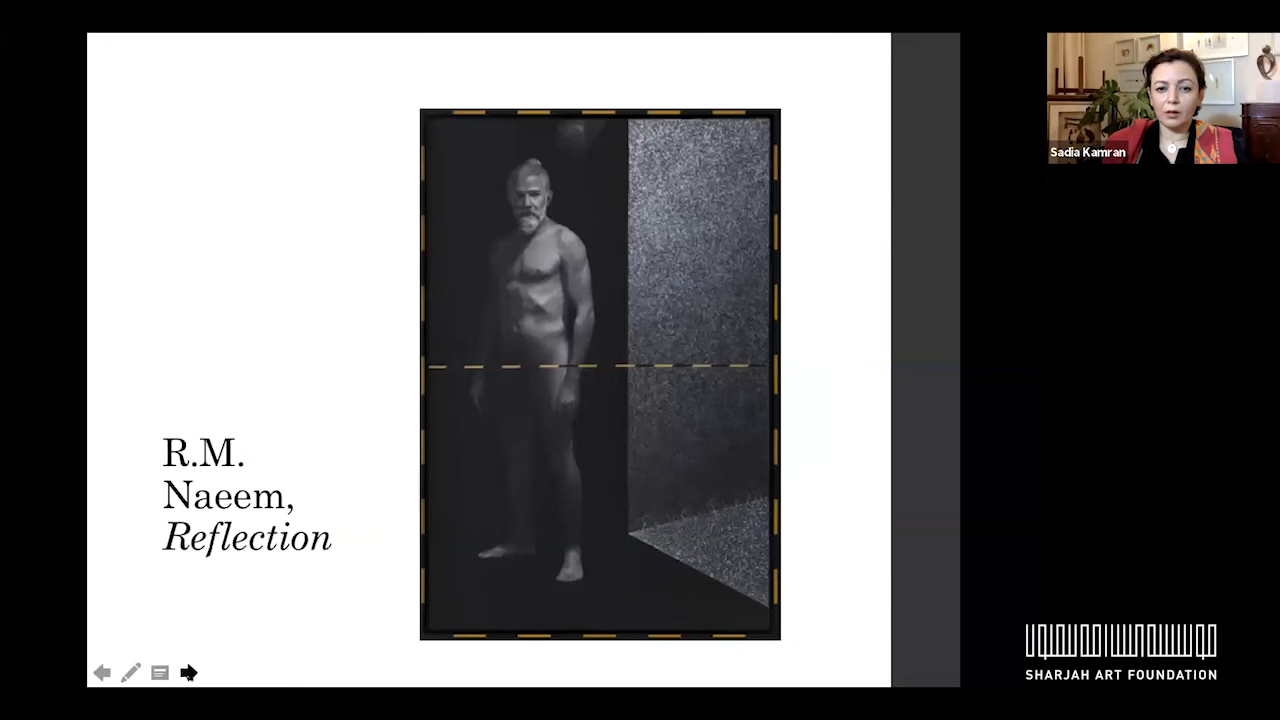 R.M.
Naeem,
Reflection
Sadia Kamran
SHARJAH ART FOUNDATION